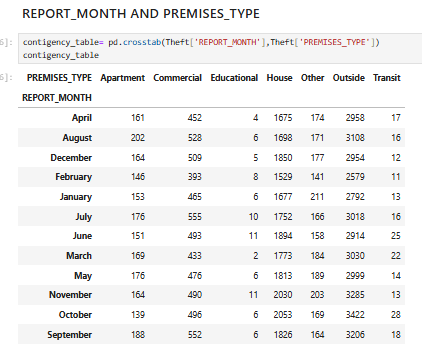 REPORT_MONTH AND PREMISES_TYPE
6]: contigency_table= pd.crosstab(Theft['REPORT_MONTH'],Theft['PREMISES_TYPE'])
contigency_table
6]: PREMISES_TYPE Apartment Commercial Educational House Other Outside Transit
REPORT_MONTH
April 161 452 4 1675 174 2958 17
August 202 528 6 1698 171 3108 16
December 164 509 5 1850 177 2954 12
February 146 393 8 1529 141 2579 11
January 153 465 6 1677 211 2792 13
July 176 555 10 1752 166 3018 16
June 151 493 11 1894 158 2914 25
March 169 433 2 1773 184 3030 22
May 176 476 6 1813 189 2999 14
November 164 490 11 2030 203 3285 13
October 139 496 6 2053 169 3422 28
September 188 552 6 1826 164 3206 18